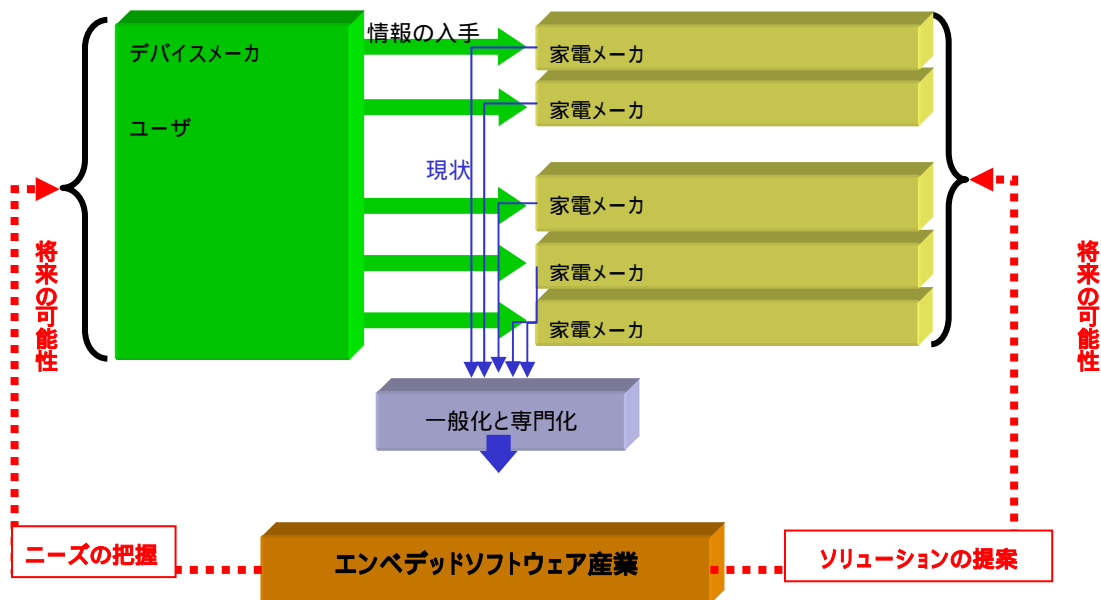 情報の入手
デバイスメーカ
家電メーカ
家電メーカ
ユーザ
現状
家電メーカ
将来の可能性
将来の可能性
家電メーカ
家電メーカ
一般化と専門化
ニーズの把握
エンベデッドソフトウェア産業
ソリューションの提案